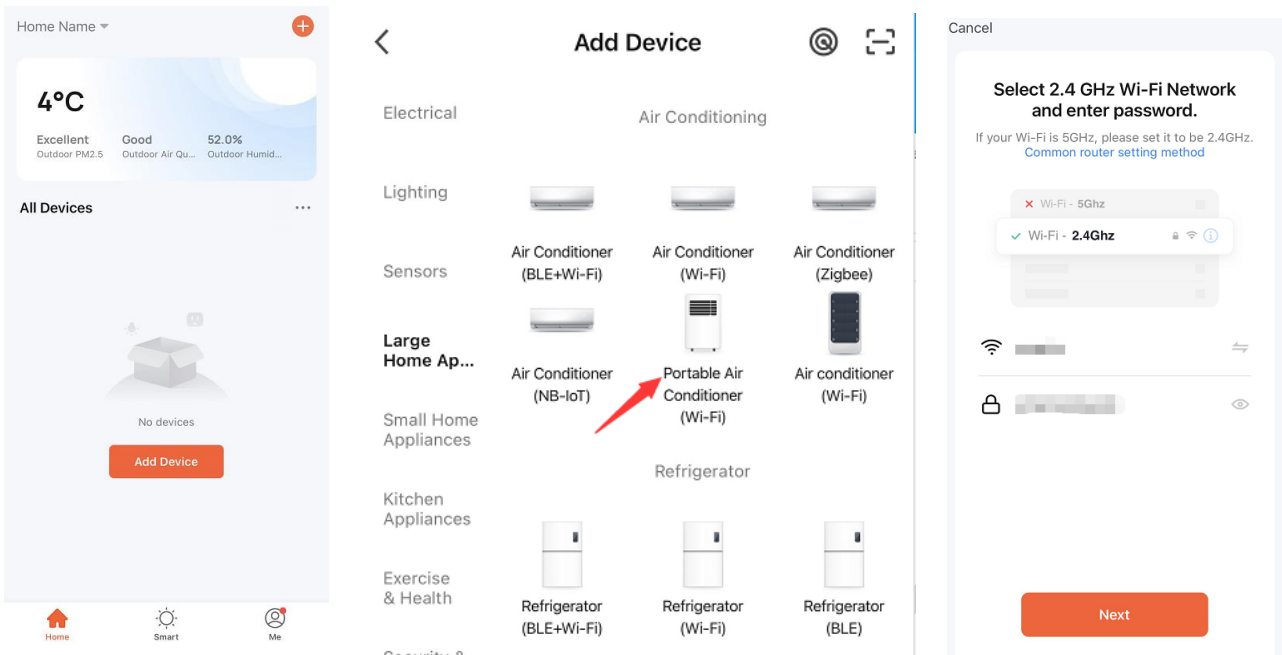 Home Name
4°C
Excellent Good 52.0%
Outdoor PM2.5 Outdoor Air Qu... Outdoor Humid...
All Devices
No devices
Add Device
Home Smart Me
Add Device
Electrical
Lighting
Sensors
Large
Home Ap...
Small Home
Appliances
Kitchen
Appliances
Exercise
& Health
Air Conditioning
Air Conditioner
(BLE+Wi-Fi)
Air Conditioner
(Wi-Fi)
Air Conditioner
(Zigbee)
Air Conditioner
(NB-IoT)
Portable Air
Conditioner
(Wi-Fi)
Air conditioner
(Wi-Fi)
Refrigerator
Refrigerator
(BLE+Wi-Fi)
Refrigerator
(Wi-Fi)
Refrigerator
(BLE)
Cancel
Select 2.4 GHz Wi-Fi Network
and enter password.
If your Wi-Fi is 5GHz, please set it to be 2.4GHz.
Common router setting method
Wi-Fi - 5Ghz
Wi-Fi - 2.4Ghz
Next